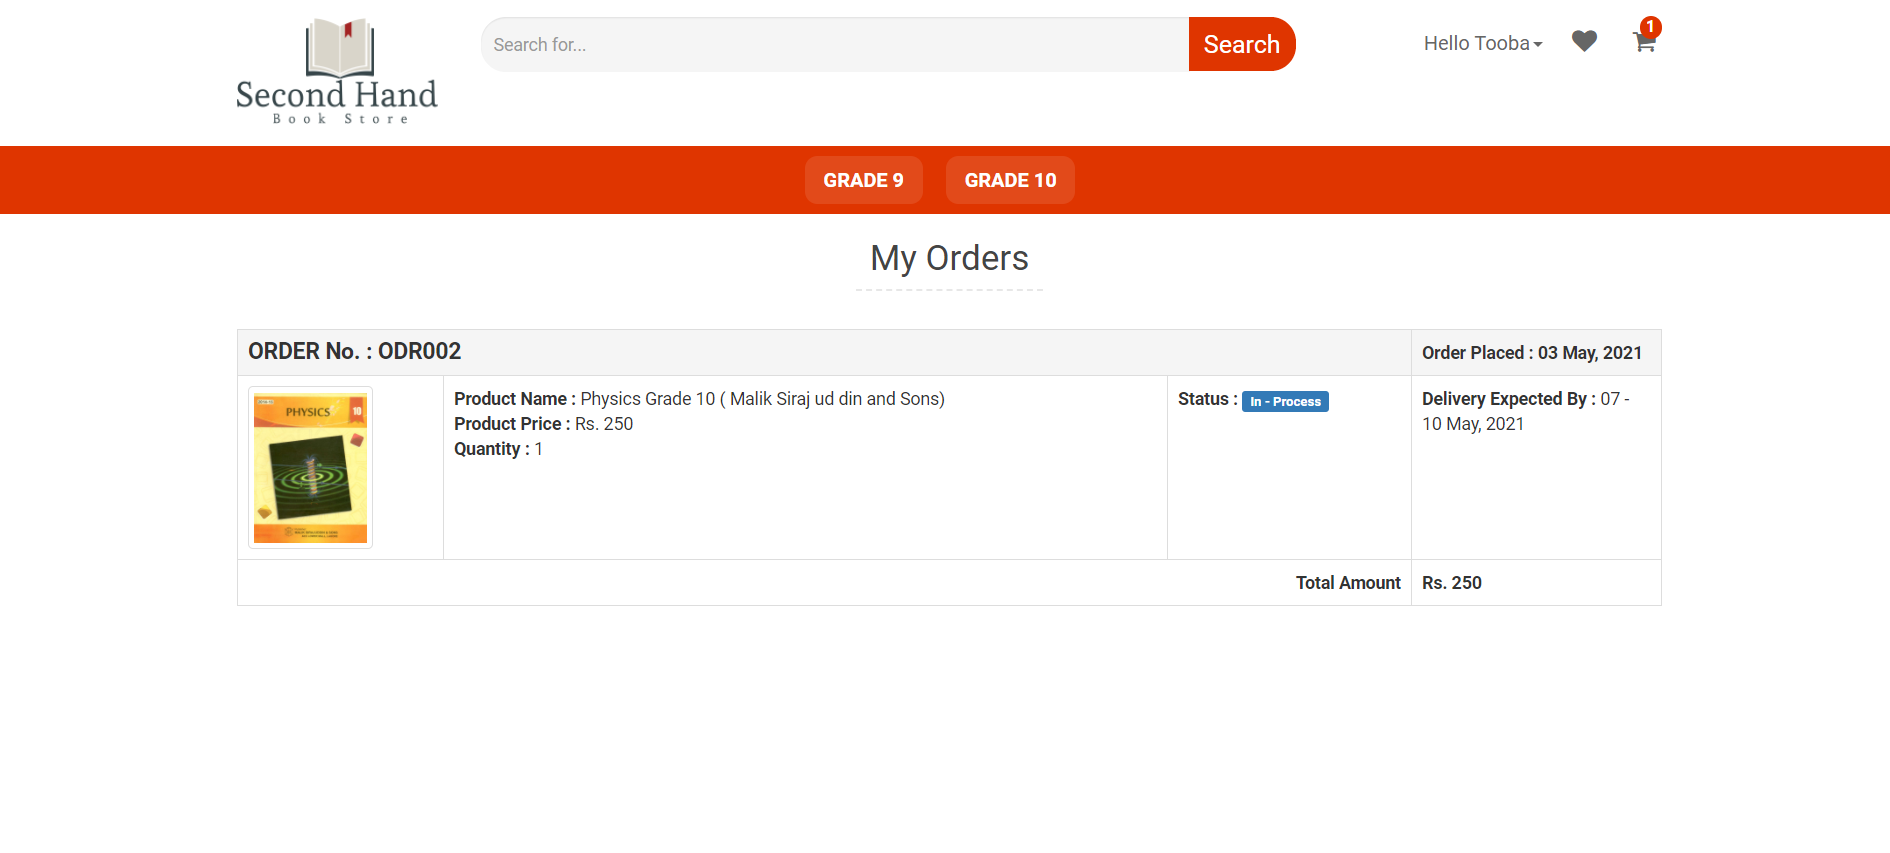 Second Hand
Book Store
Search for...
Search
Hello Tooba
1
GRADE 9
GRADE 10
My Orders
ORDER No. : ODR002
Order Placed : 03 May, 2021
PHYSICS
10
Product Name : Physics Grade 10 ( Malik Siraj ud din and Sons)
Product Price : Rs. 250
Quantity : 1
Status : In - Process
Delivery Expected By : 07 -
10 May, 2021
Total Amount
Rs. 250